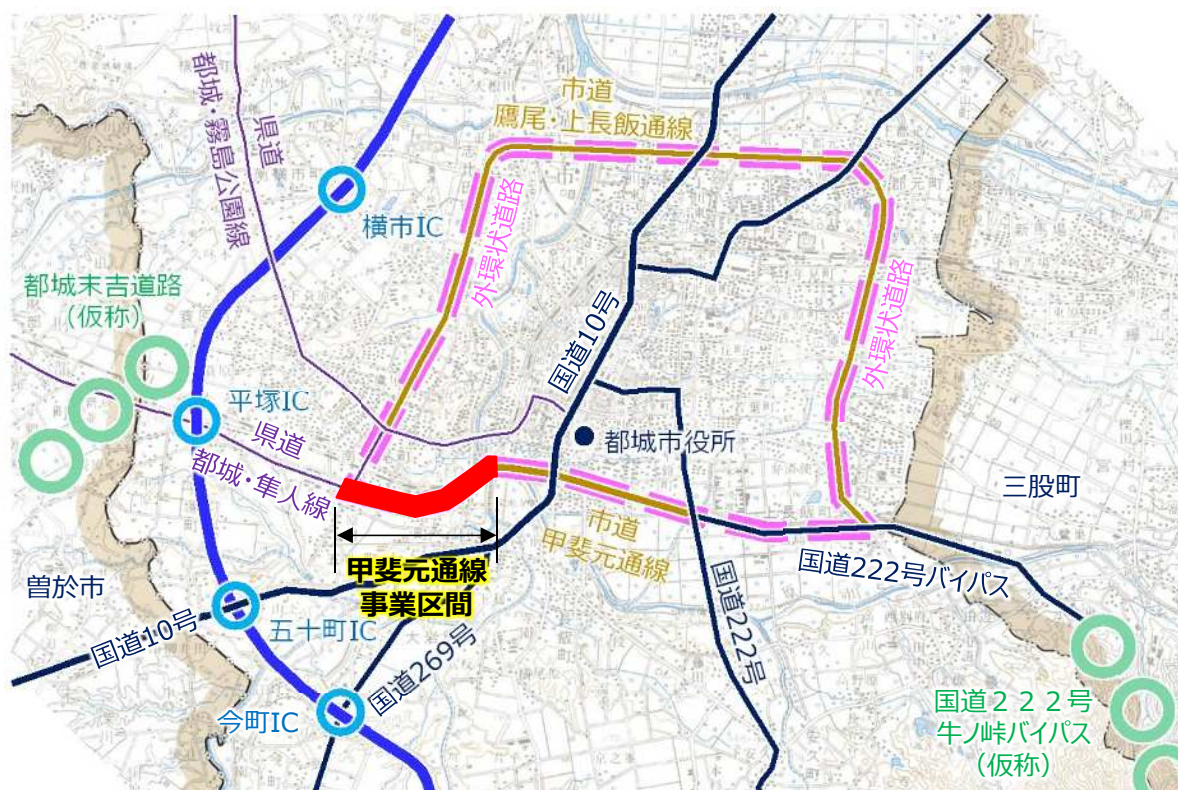 市道
鷹尾・上長飯通線
県道
都城・霧島公園線
横市IC
外環状道路
都城末吉道路
(仮称)
国道10号
外環状道路
平塚IC
県道
都城・隼人線
都城市役所
三股町
市道
甲斐元通線
甲斐元通線
事業区間
国道222号バイパス
曽於市
五十町IC
国道10号
国道269号
国道222号
今町IC
国道２２２号
牛ノ峠バイパス
(仮称)